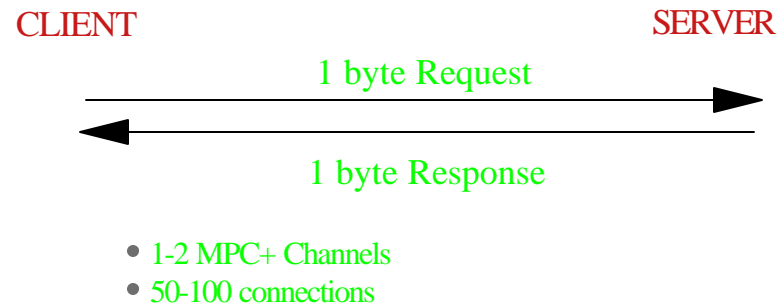 CLIENT SERVER
1 byte Request
1 byte Response
• 1-2 MPC+ Channels
• 50-100 connections